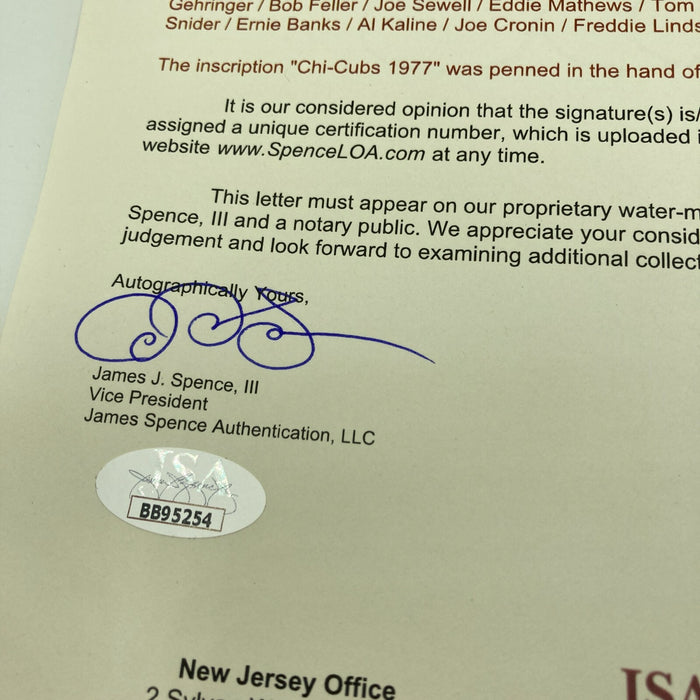 Gehringer / Bob Feller / Joe Sewell / Eddie Mathews / Tom
Snider / Ernie Banks / Al Kaline / Joe Cronin / Freddie Linds
The inscription "Chi-Cubs 1977" was penned in the hand of
It is our considered opinion that the signature(s) is/
assigned a unique certification number, which is uploaded i
website www.SpenceLOA.com at any time.
This letter must appear on our proprietary water-m
Spence, III and a notary public. We appreciate your consid
judgement and look forward to examining additional collect
Autographically Yours,
James J. Spence, III
Vice President
James Spence Authentication, LLC
JSA
BB95254
New Jersey Office
2
JSA